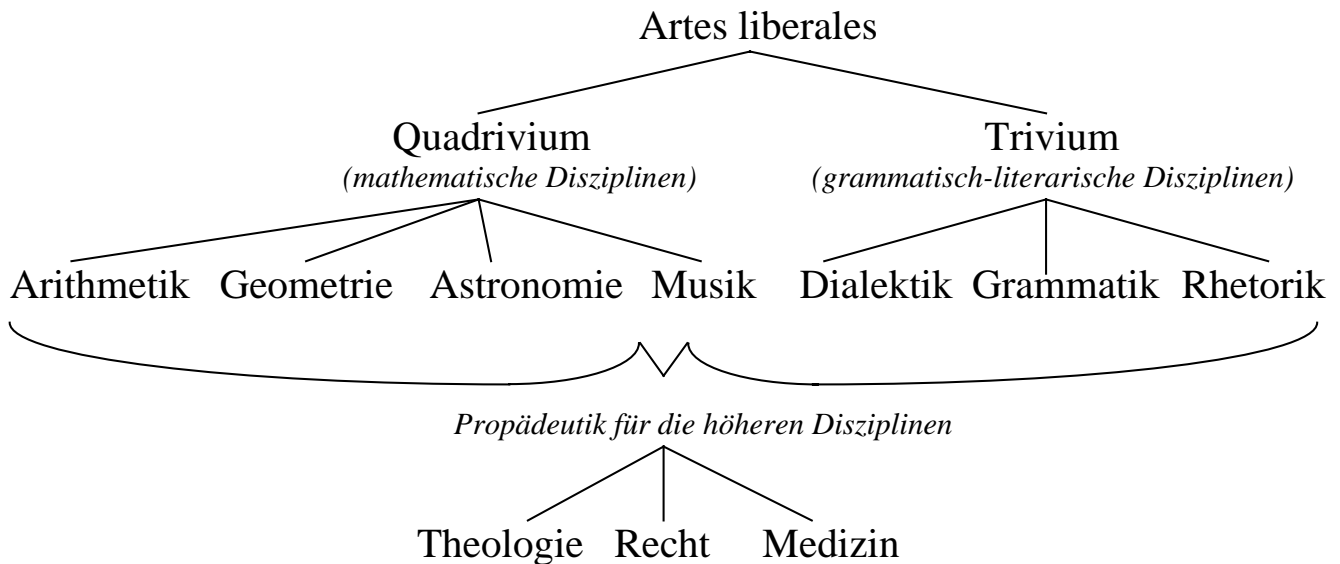 Artes liberales
Quadrivium Trivium
(mathematische Disziplinen) (grammatisch-literarische Disziplinen)
Arithmetik Geometrie Astronomie Musik Dialektik Grammatik Rhetorik
Propädeutik für die höheren Disziplinen
Theologie Recht Medizin